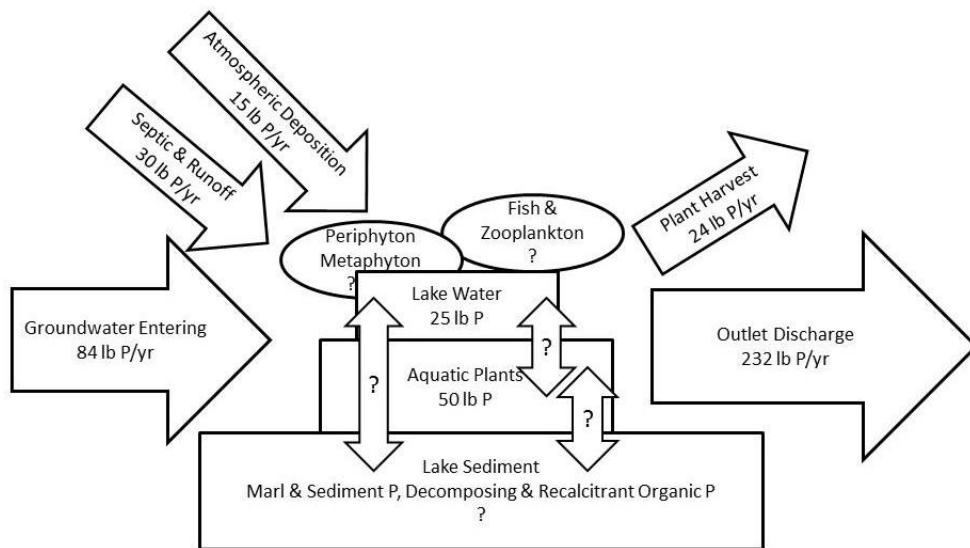 Atmospheric Deposition
15 lb P/yr
Septic & Runoff
30 lb P/yr
Groundwater Entering
84 lb P/yr
Periphyton
Metaphyton
?
Fish &
Zooplankton
?
Plant Harvest
24 lb P/yr
Outlet Discharge
232 lb P/yr
Lake Water
25 lb P
?
?
Aquatic Plants
50 lb P
?
Lake Sediment
Marl & Sediment P, Decomposing & Recalcitrant Organic P
?